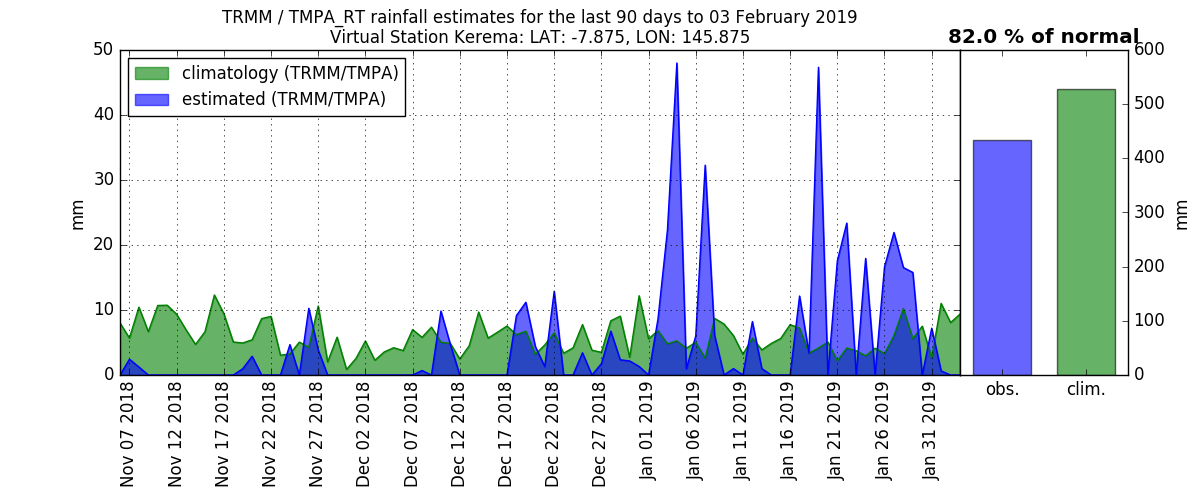 TRMM / TMPA_RT rainfall estimates for the last 90 days to 03 February 2019
Virtual Station Kerema: LAT: -7.875, LON: 145.875
82.0 % of normal
climatology (TRMM/TMPA)
estimated (TRMM/TMPA)
50
40
30
20
10
0
mm
Nov 07 2018
Nov 12 2018
Nov 17 2018
Nov 22 2018
Nov 27 2018
Dec 02 2018
Dec 07 2018
Dec 12 2018
Dec 17 2018
Dec 22 2018
Dec 27 2018
Jan 01 2019
Jan 06 2019
Jan 11 2019
Jan 16 2019
Jan 21 2019
Jan 26 2019
Jan 31 2019
obs.
clim.
600
500
400
300
200
100
0
mm